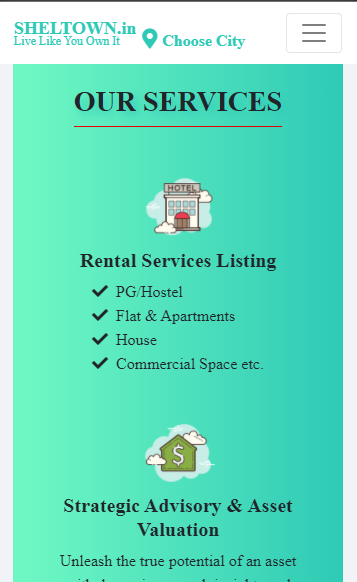 SHELTOWN.in
Live Like You Own It
Choose City
OUR SERVICES
HOTEL
Rental Services Listing
PG/Hostel
Flat & Apartments
House
Commercial Space etc.
$
Strategic Advisory & Asset
Valuation
Unleash the true potential of an asset